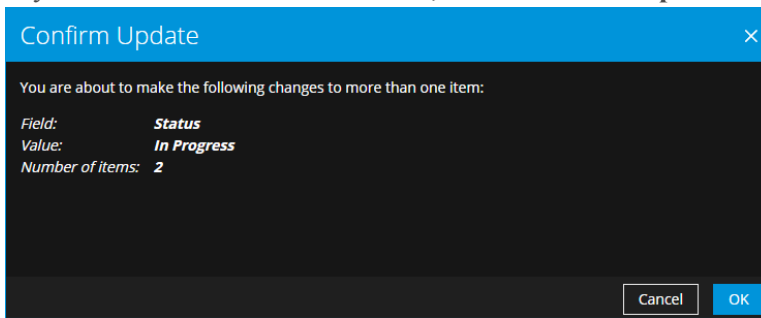 Confirm Update
You are about to make the following changes to more than one item:
Field: Status
Value: In Progress
Number of items: 2
Cancel OK